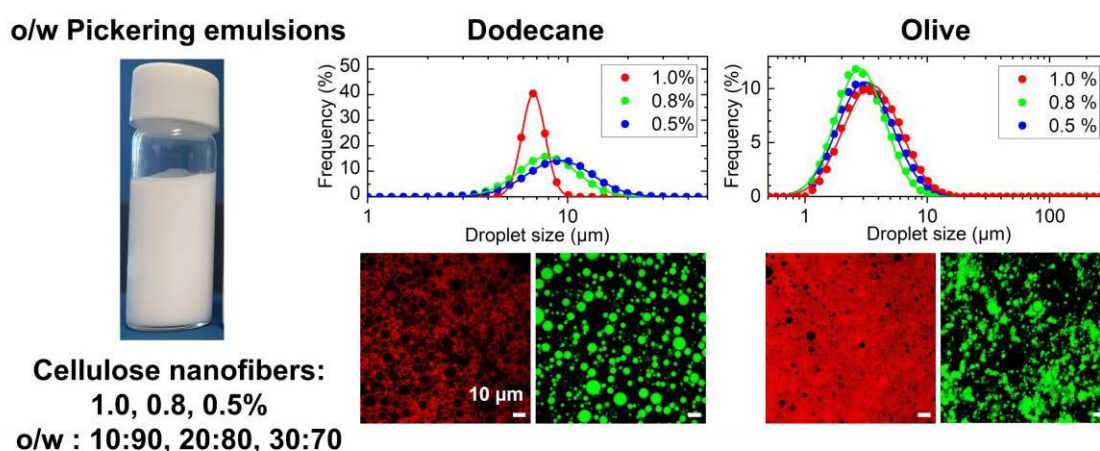 o/w Pickering emulsions
Cellulose nanofibers:
1.0, 0.8, 0.5%
o/w : 10:90, 20:80, 30:70
Dodecane
50
40
30
20
10
0
Frequency (%)
1.0%
0.8%
0.5%
1
10
Droplet size (µm)
10 µm
Olive
10
5
0
Frequency (%)
1.0 %
0.8 %
0.5 %
1
10
100
Droplet size (µm)